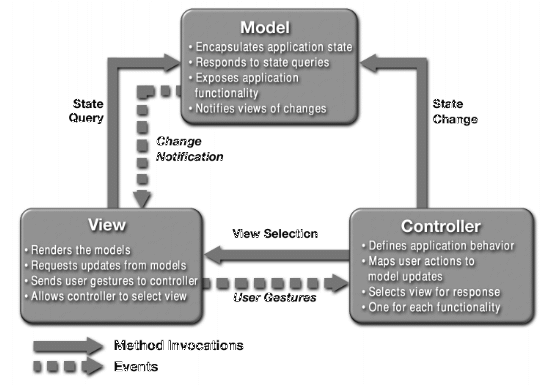 Model
• Encapsulates application state
• Responds to state queries
• Exposes application
functionality
• Notifies views of changes
State
Query
Change
Notification
State
Change
View
• Renders the models
• Requests updates from models
• Sends user gestures to controller
• Allows controller to select view
View Selection
User Gestures
Controller
• Defines application behavior
• Maps user actions to
model updates
• Selects view for response
• One for each functionality
Method Invocations
Events